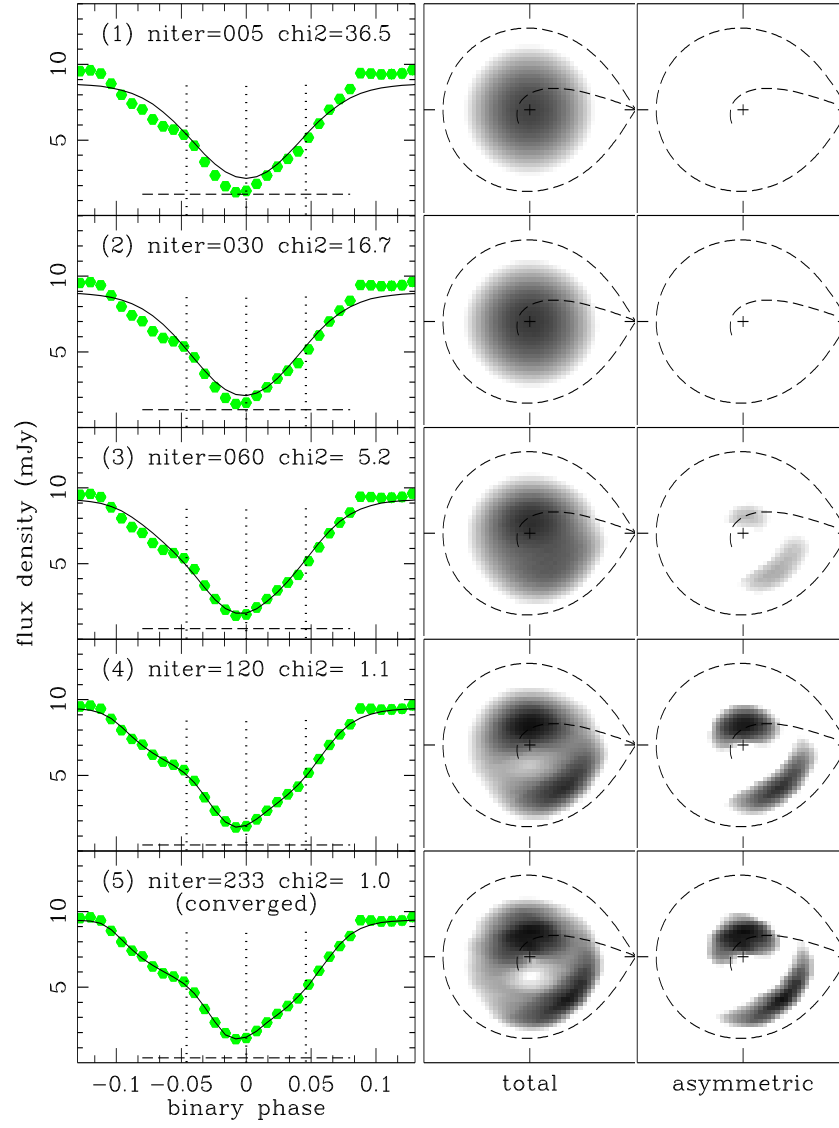 (1) niter=005 chi2=36.5
10
5
(2) niter=030 chi2=16.7
10
5
(3) niter=060 chi2= 5.2
10
5
flux density (mJy)
(4) niter=120 chi2= 1.1
10
5
(5) niter=233 chi2= 1.0
(converged)
10
5
−0.1 −0.05 0 0.05 0.1
binary phase
total
asymmetric